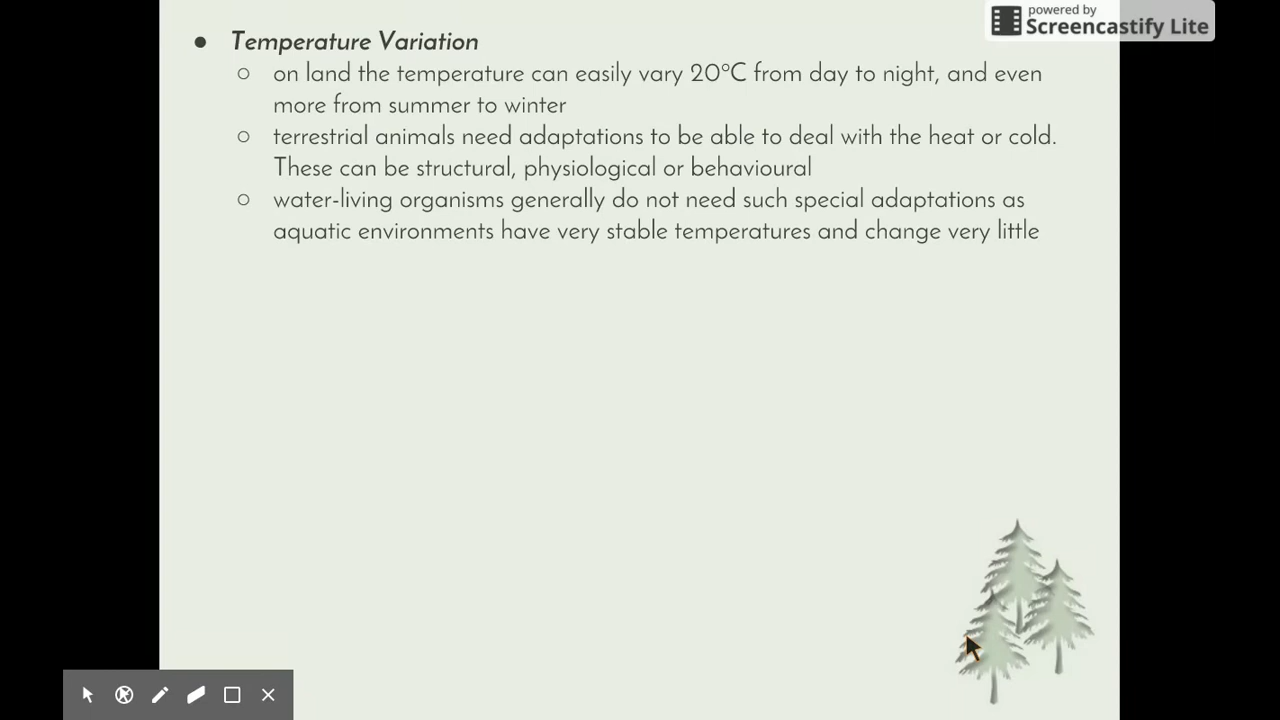 powered by
Screencastify Lite
● Temperature Variation
○ on land the temperature can easily vary 20°C from day to night, and even
more from summer to winter
○ terrestrial animals need adaptations to be able to deal with the heat or cold.
These can be structural, physiological or behavioural
○ water-living organisms generally do not need such special adaptations as
aquatic environments have very stable temperatures and change very little